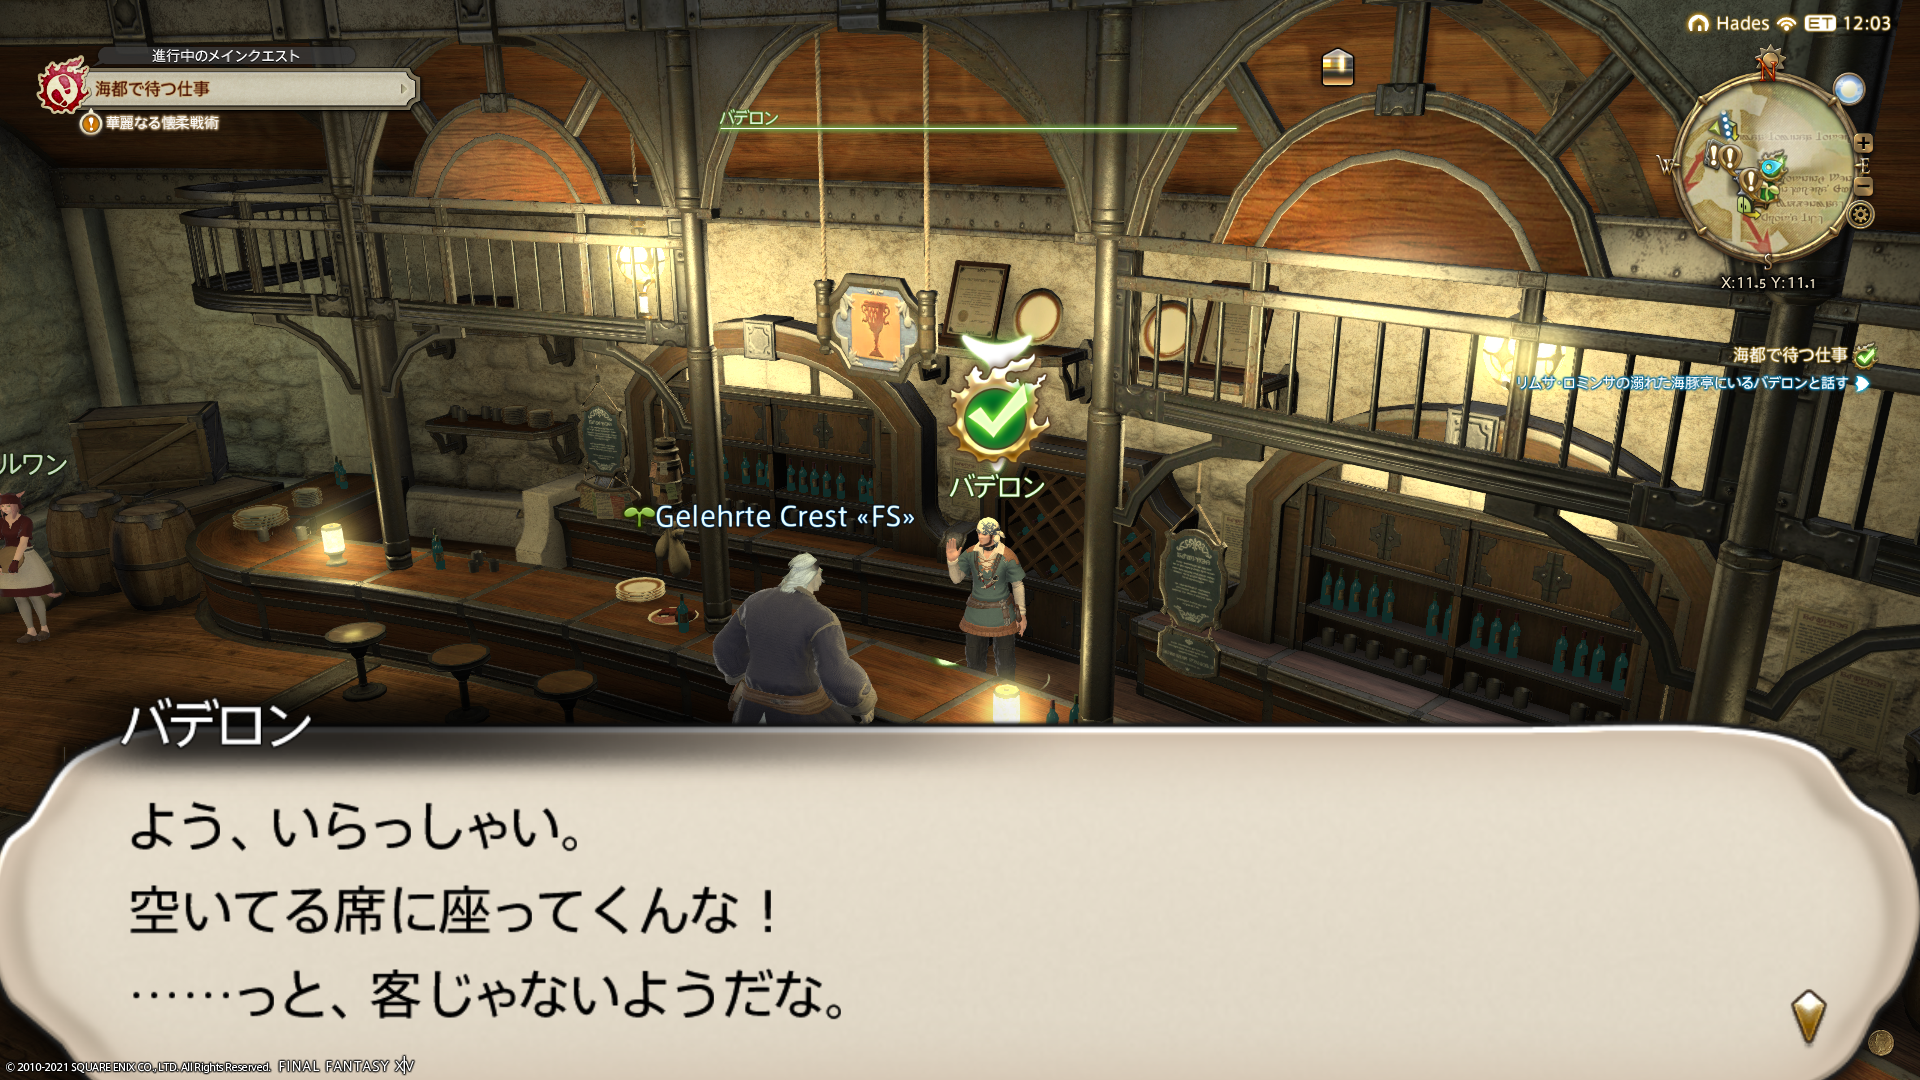 Hades ET 12:03
進行中のメインクエスト
海都で待つ仕事
華麗なる懐柔戦術
バデロン
N
W
E
S
X:11.5 Y:11.1
海都で待つ仕事
リムサ・ロミンサの溺れた海豚亭にいるバデロンと話す
ルワン
バデロン
Gelehrte Crest «FS»
バデロン
よう、いらっしゃい。
空いてる席に座ってくんな！
……っと、客じゃないようだな。
© 2010-2021 SQUARE ENIX CO., LTD. All Rights Reserved. FINAL FANTASY XIV